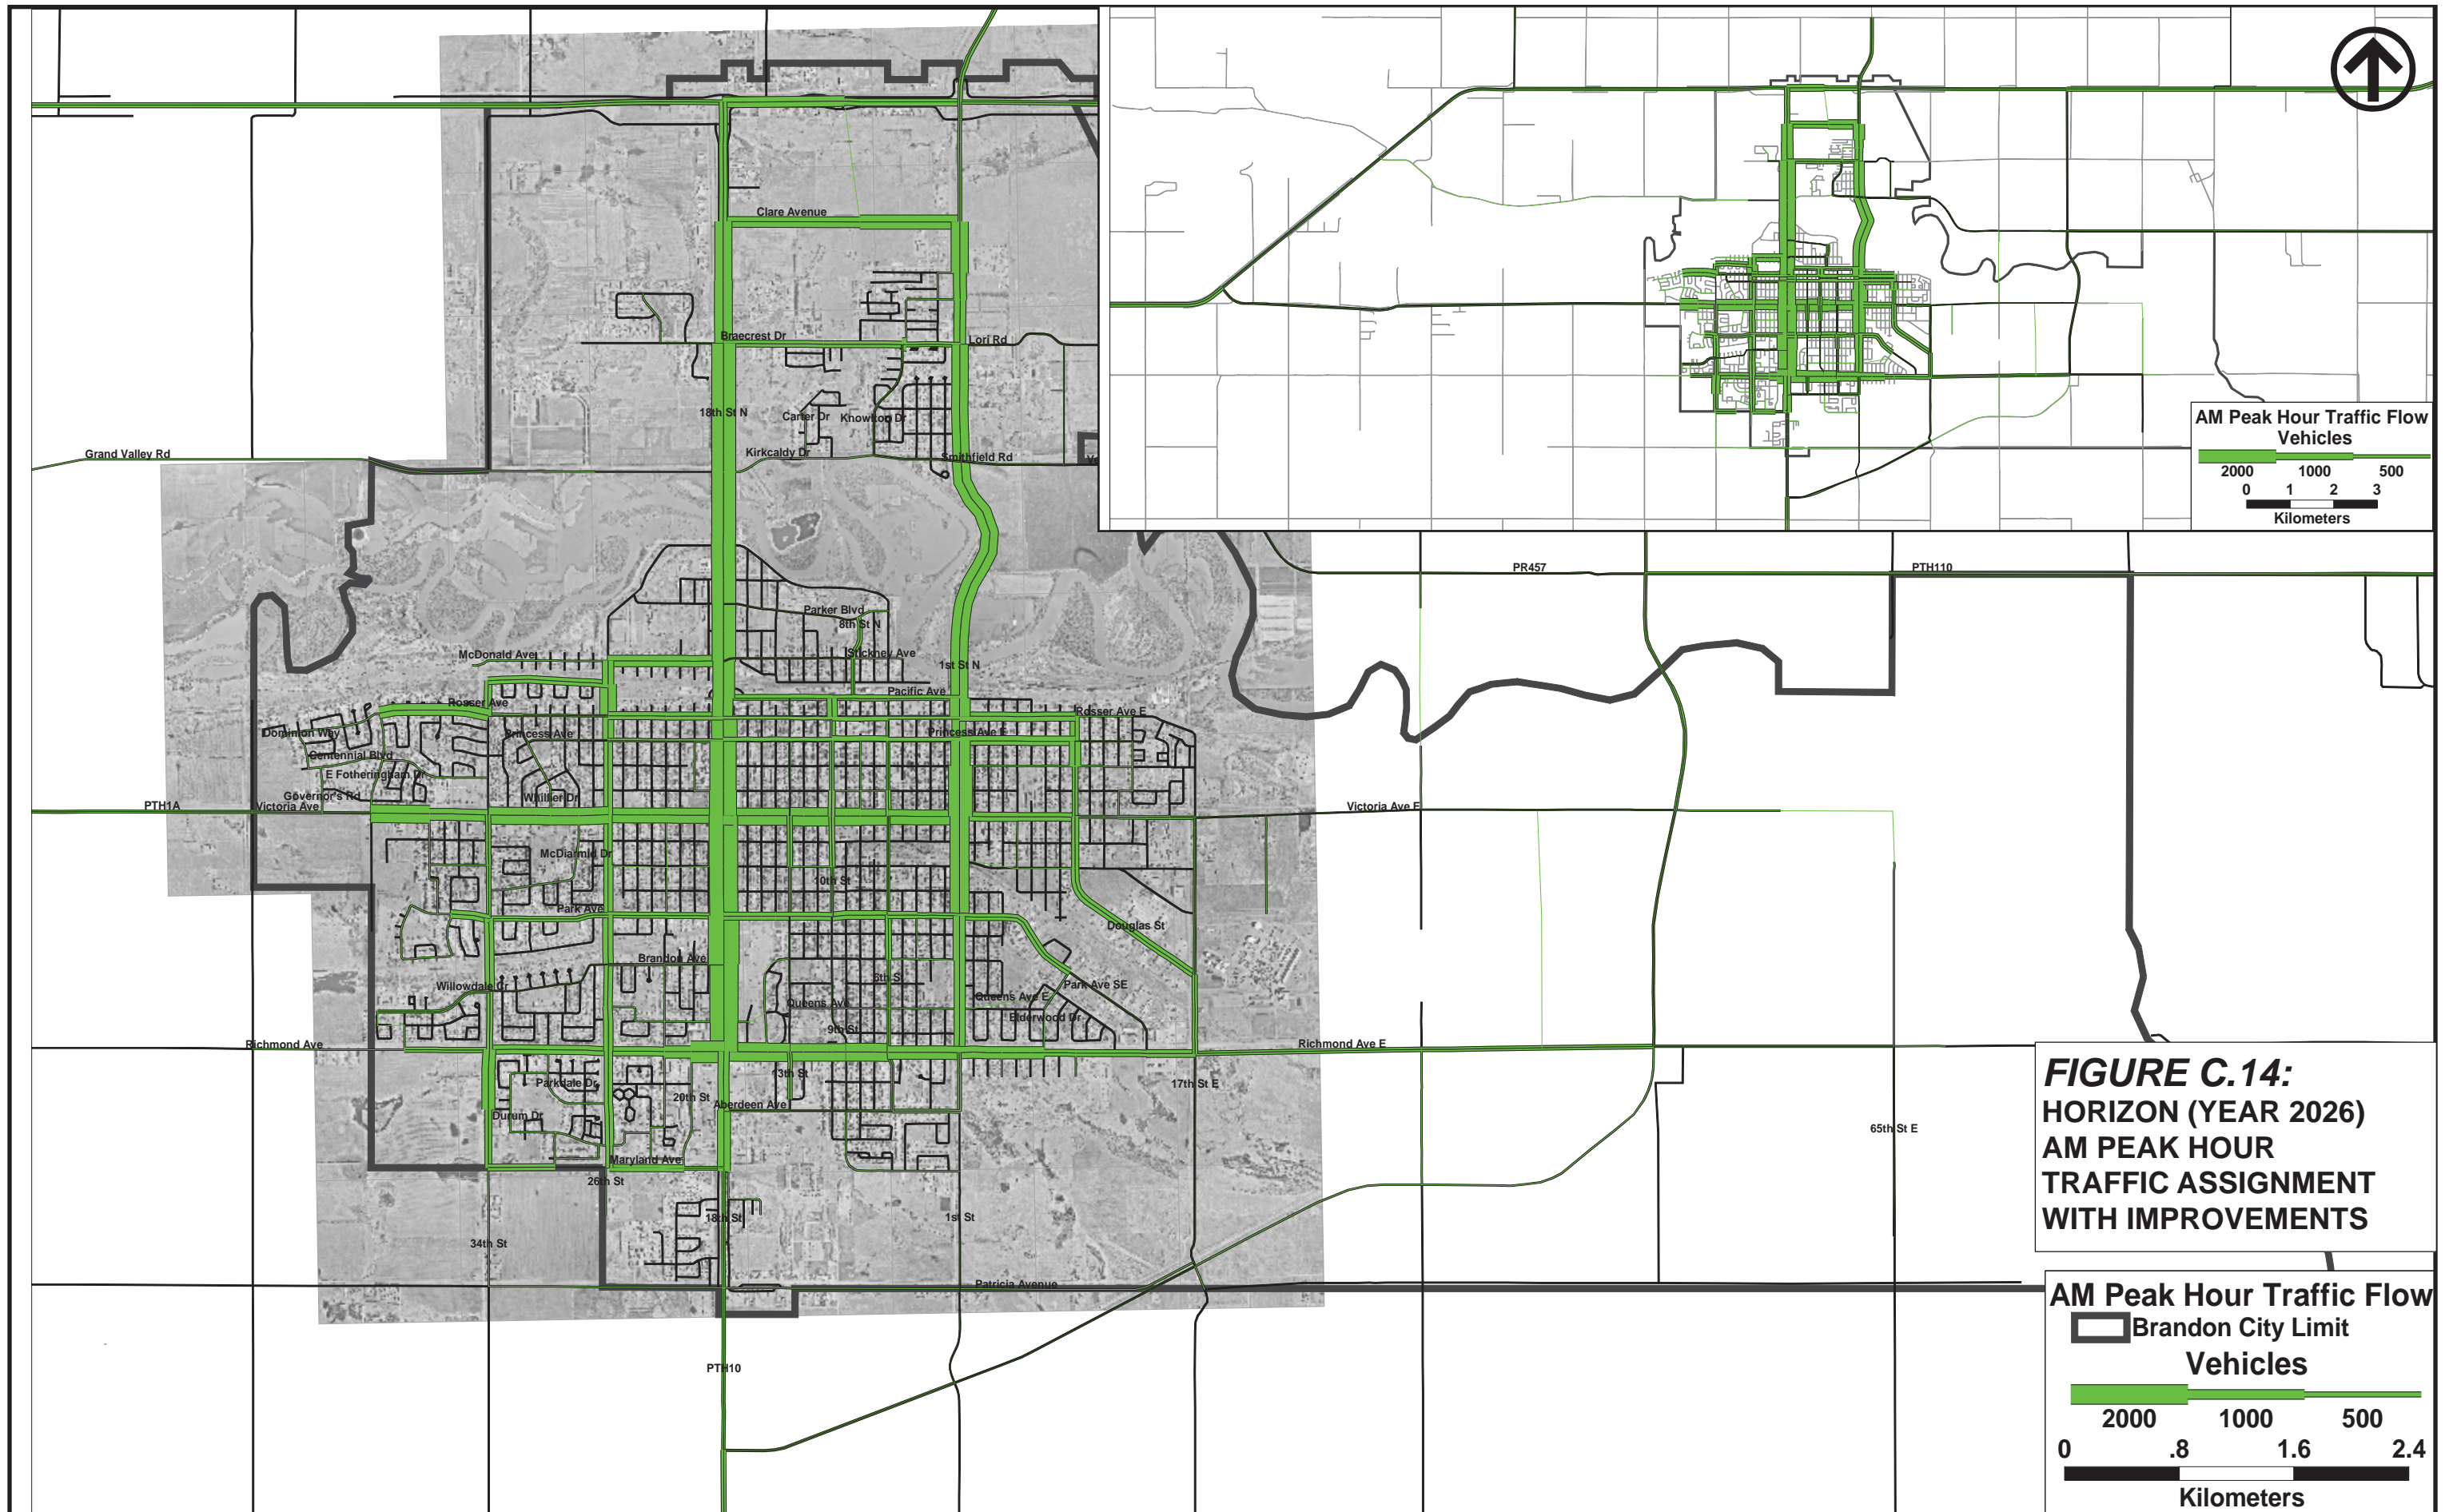 AM Peak Hour Traffic Flow
Vehicles
2000 1000 500
0 1 2 3
Kilometers
Clare Avenue
Braecrest Dr
Lori Rd
18th St N
Carter Dr
Knowlton Dr
Grand Valley Rd
Kirkcaldy Dr
Smithfield Rd
PR457
PTH110
Parker Blvd
8th St N
McDonald Ave
Stickney Ave
1st St N
Pacific Ave
Rosser Ave
Rosser Ave E
Dominion Way
Princess Ave
Princess Ave E
Centennial Blvd
E Fotheringham Dr
Governor's Rd
Whillier Dr
PTH1A
Victoria Ave
Victoria Ave E
McDiarmid Dr
10th St
Park Ave
Douglas St
Brandon Ave
6th St
Willowdale Cr
Park Ave SE
Queens Ave
Queens Ave E
Elderwood Dr
9th St
Richmond Ave
Richmond Ave E
13th St
Parkdale Dr
17th St E
20th St
Aberdeen Ave
Durum Dr
65th St E
Maryland Ave
26th St
18th St
1st St
34th St
Patricia Avenue
PTH10
FIGURE C.14:
HORIZON (YEAR 2026)
AM PEAK HOUR
TRAFFIC ASSIGNMENT
WITH IMPROVEMENTS
AM Peak Hour Traffic Flow
Brandon City Limit
Vehicles
2000 1000 500
0 .8 1.6 2.4
Kilometers